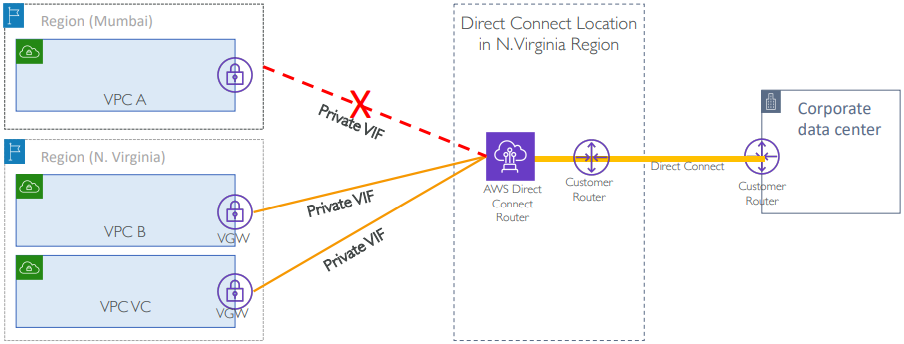 Region (Mumbai)
VPC A
Private VIF
Region (N. Virginia)
VPC B
VGW
Private VIF
VPC VC
VGW
Private VIF
Direct Connect Location
in N.Virginia Region
AWS Direct
Connect
Router
Customer
Router
Direct Connect
Customer
Router
Corporate
data center